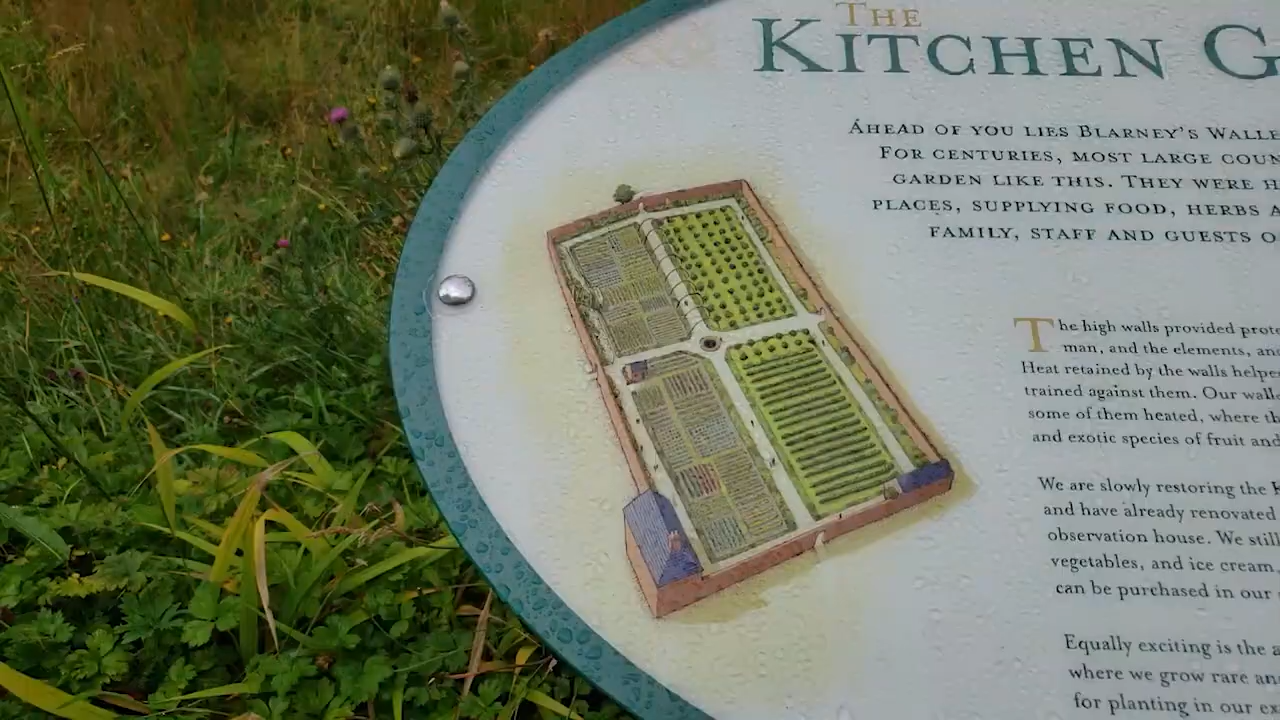 THE
KITCHEN G
ÁHEAD OF YOU LIES BLARNEY'S WALLE
FOR CENTURIES, MOST LARGE COUN
GARDEN LIKE THIS. THEY WERE H
PLACES, SUPPLYING FOOD, HERBS A
FAMILY, STAFF AND GUESTS O
The high walls provided prote
man, and the elements, an
Heat retained by the walls helpe
trained against them. Our walle
some of them heated, where th
and exotic species of fruit and
We are slowly restoring the K
and have already renovated
observation house. We still
vegetables, and ice cream,
can be purchased in our
Equally exciting is the a
where we grow rare an
for planting in our ex